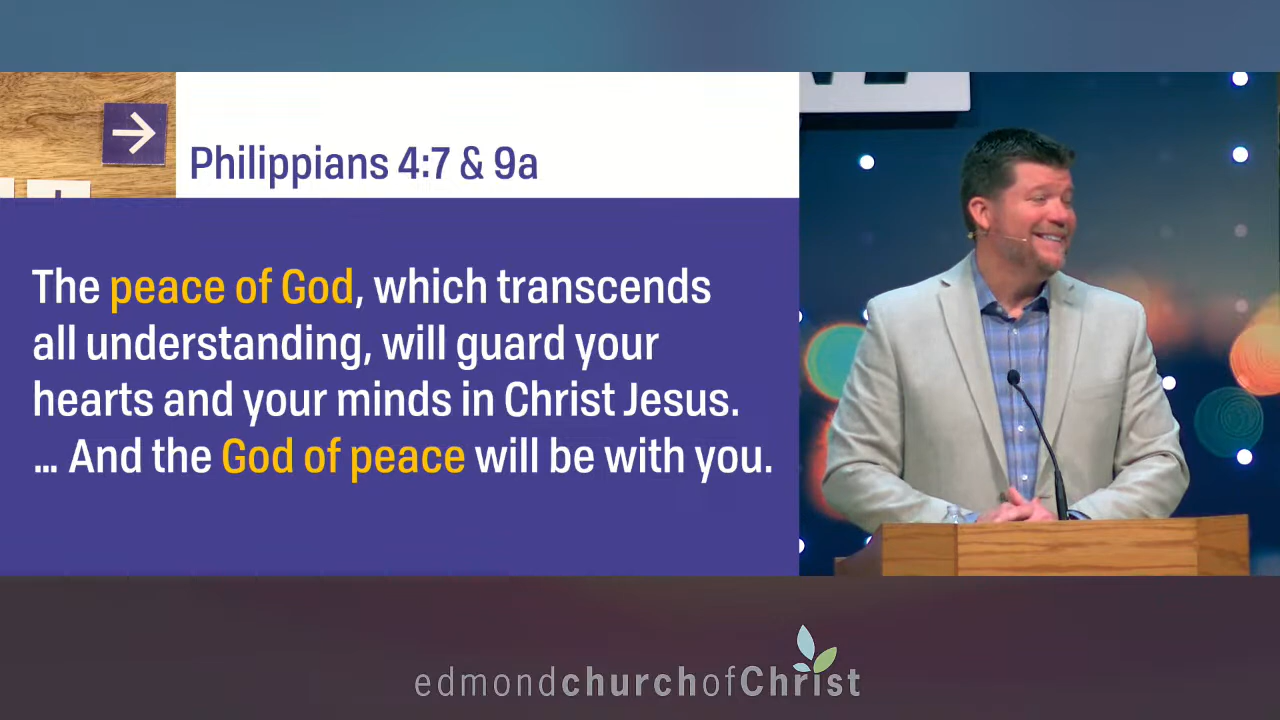 Philippians 4:7 & 9a
The peace of God, which transcends
all understanding, will guard your
hearts and your minds in Christ Jesus.
... And the God of peace will be with you.
edmondchurchofChrist